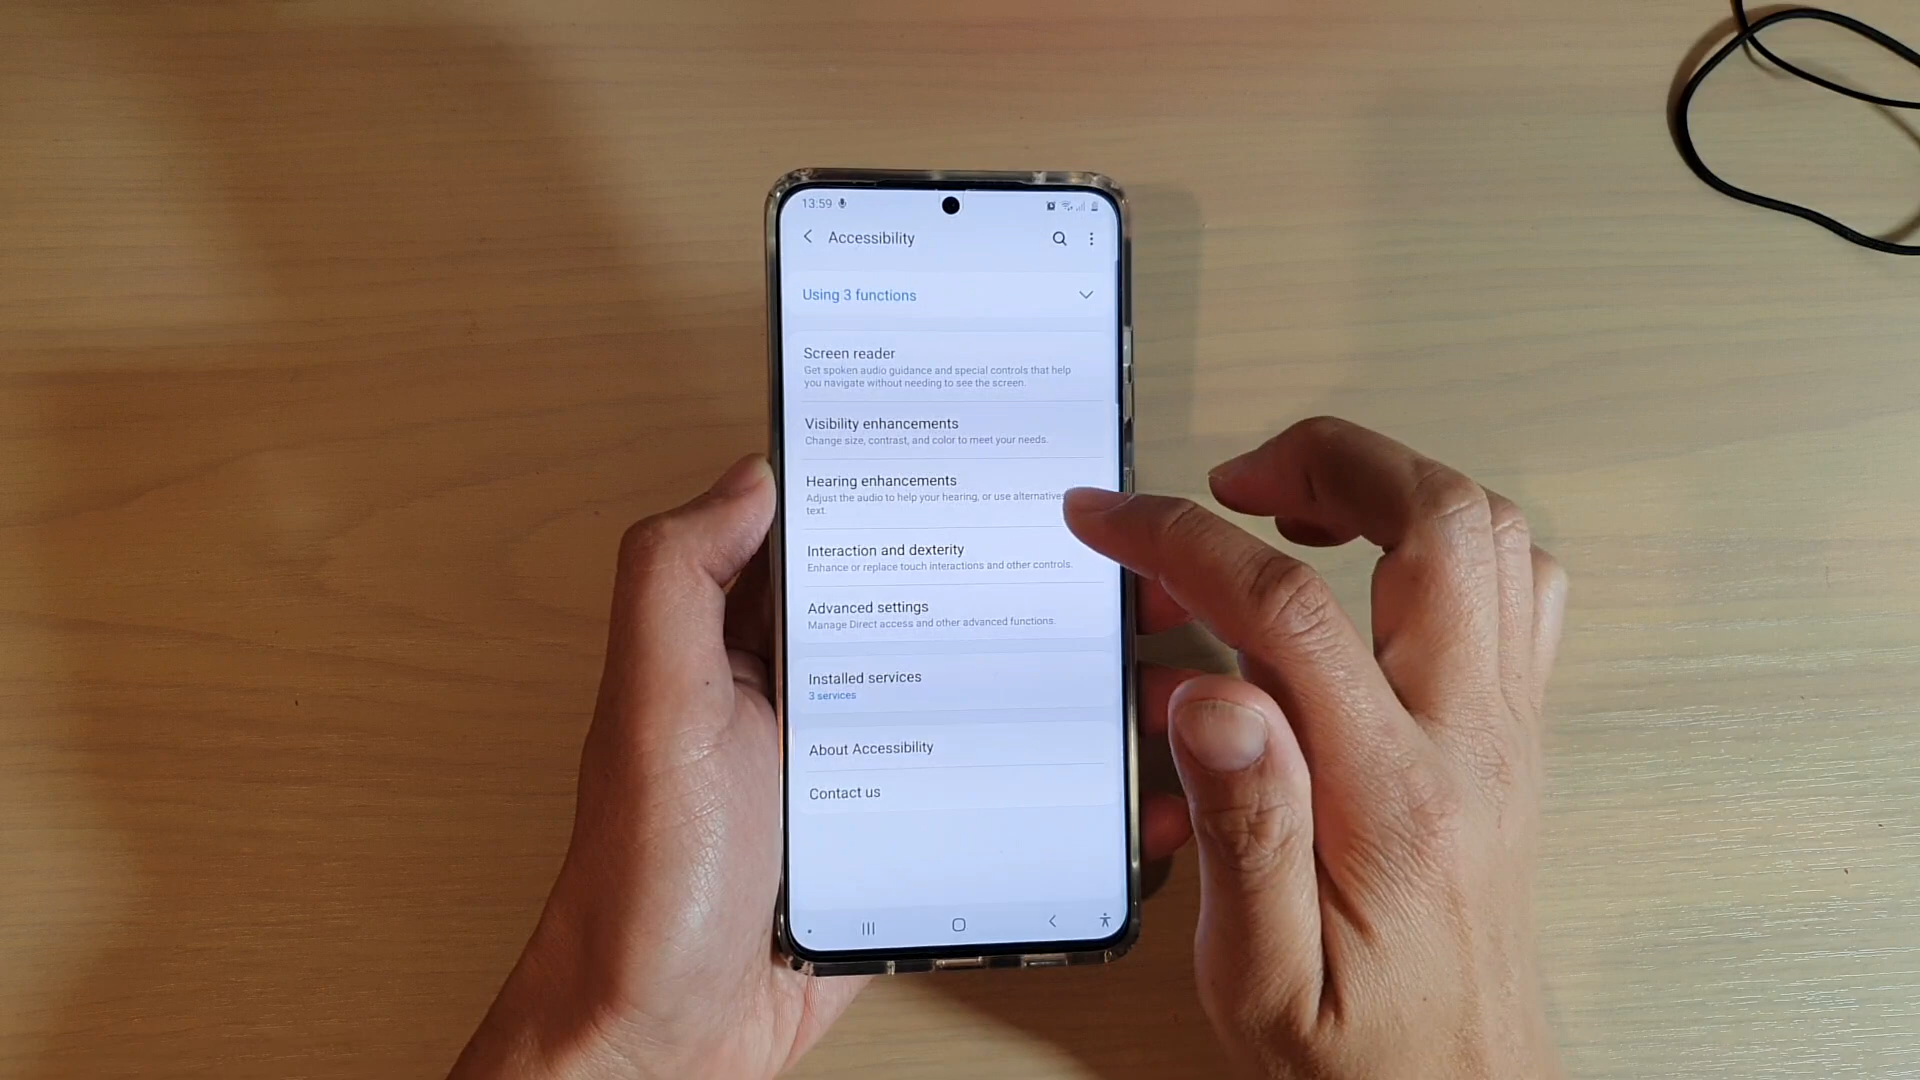 13:59
Accessibility
Using 3 functions
Screen reader
Get spoken audio guidance and special controls that help
you navigate without needing to see the screen.
Visibility enhancements
Change size, contrast, and color to meet your needs.
Hearing enhancements
Adjust the audio to help your hearing, or use alternative
text.
Interaction and dexterity
Enhance or replace touch interactions and other controls.
Advanced settings
Manage Direct access and other advanced functions.
Installed services
3 services
About Accessibility
Contact us